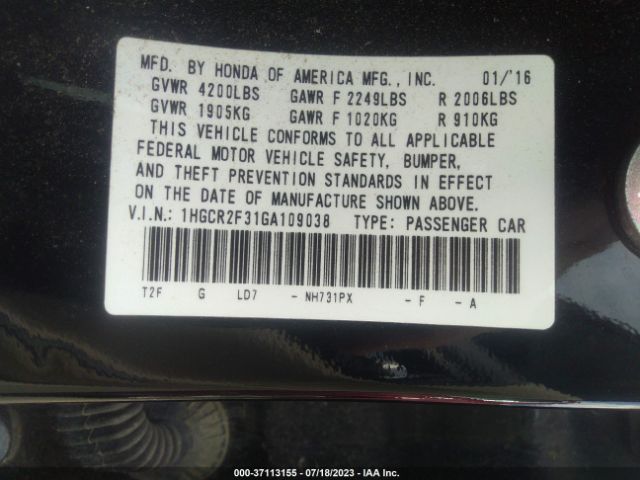 MFD. BY HONDA OF AMERICA MFG., INC. 01/'16
GVWR 4200LBS GAWR F 2249LBS R 2006LBS
GVWR 1905KG GAWR F 1020KG R 910KG
THIS VEHICLE CONFORMS TO ALL APPLICABLE
FEDERAL MOTOR VEHICLE SAFETY, BUMPER,
AND THEFT PREVENTION STANDARDS IN EFFECT
ON THE DATE OF MANUFACTURE SHOWN ABOVE.
V.I.N.: 1HGCR2F31GA109038 TYPE: PASSENGER CAR
T2F G LD7 - NH731PX - F - A
000-37113155 - 07/18/2023 - IAA Inc.